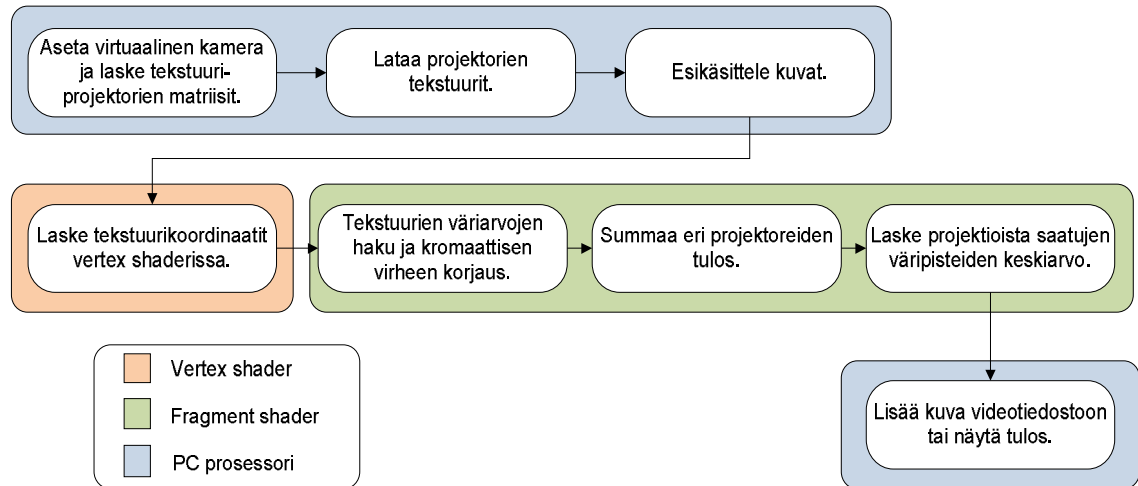 Aseta virtuaalinen kamera
ja laske tekstuuri-
projektorien matriisit.
Lataa projektorien
tekstuurit.
Esikäsittele kuvat.
Laske tekstuurikoordinaatit
vertex shaderissa.
Tekstuurien väriarvojen
haku ja kromaattisen
virheen korjaus.
Summaa eri projektoreiden
tulos.
Laske projektioista saatujen
väripisteiden keskiarvo.
Vertex shader
Fragment shader
PC prosessori
Lisää kuva videotiedostoon
tai näytä tulos.